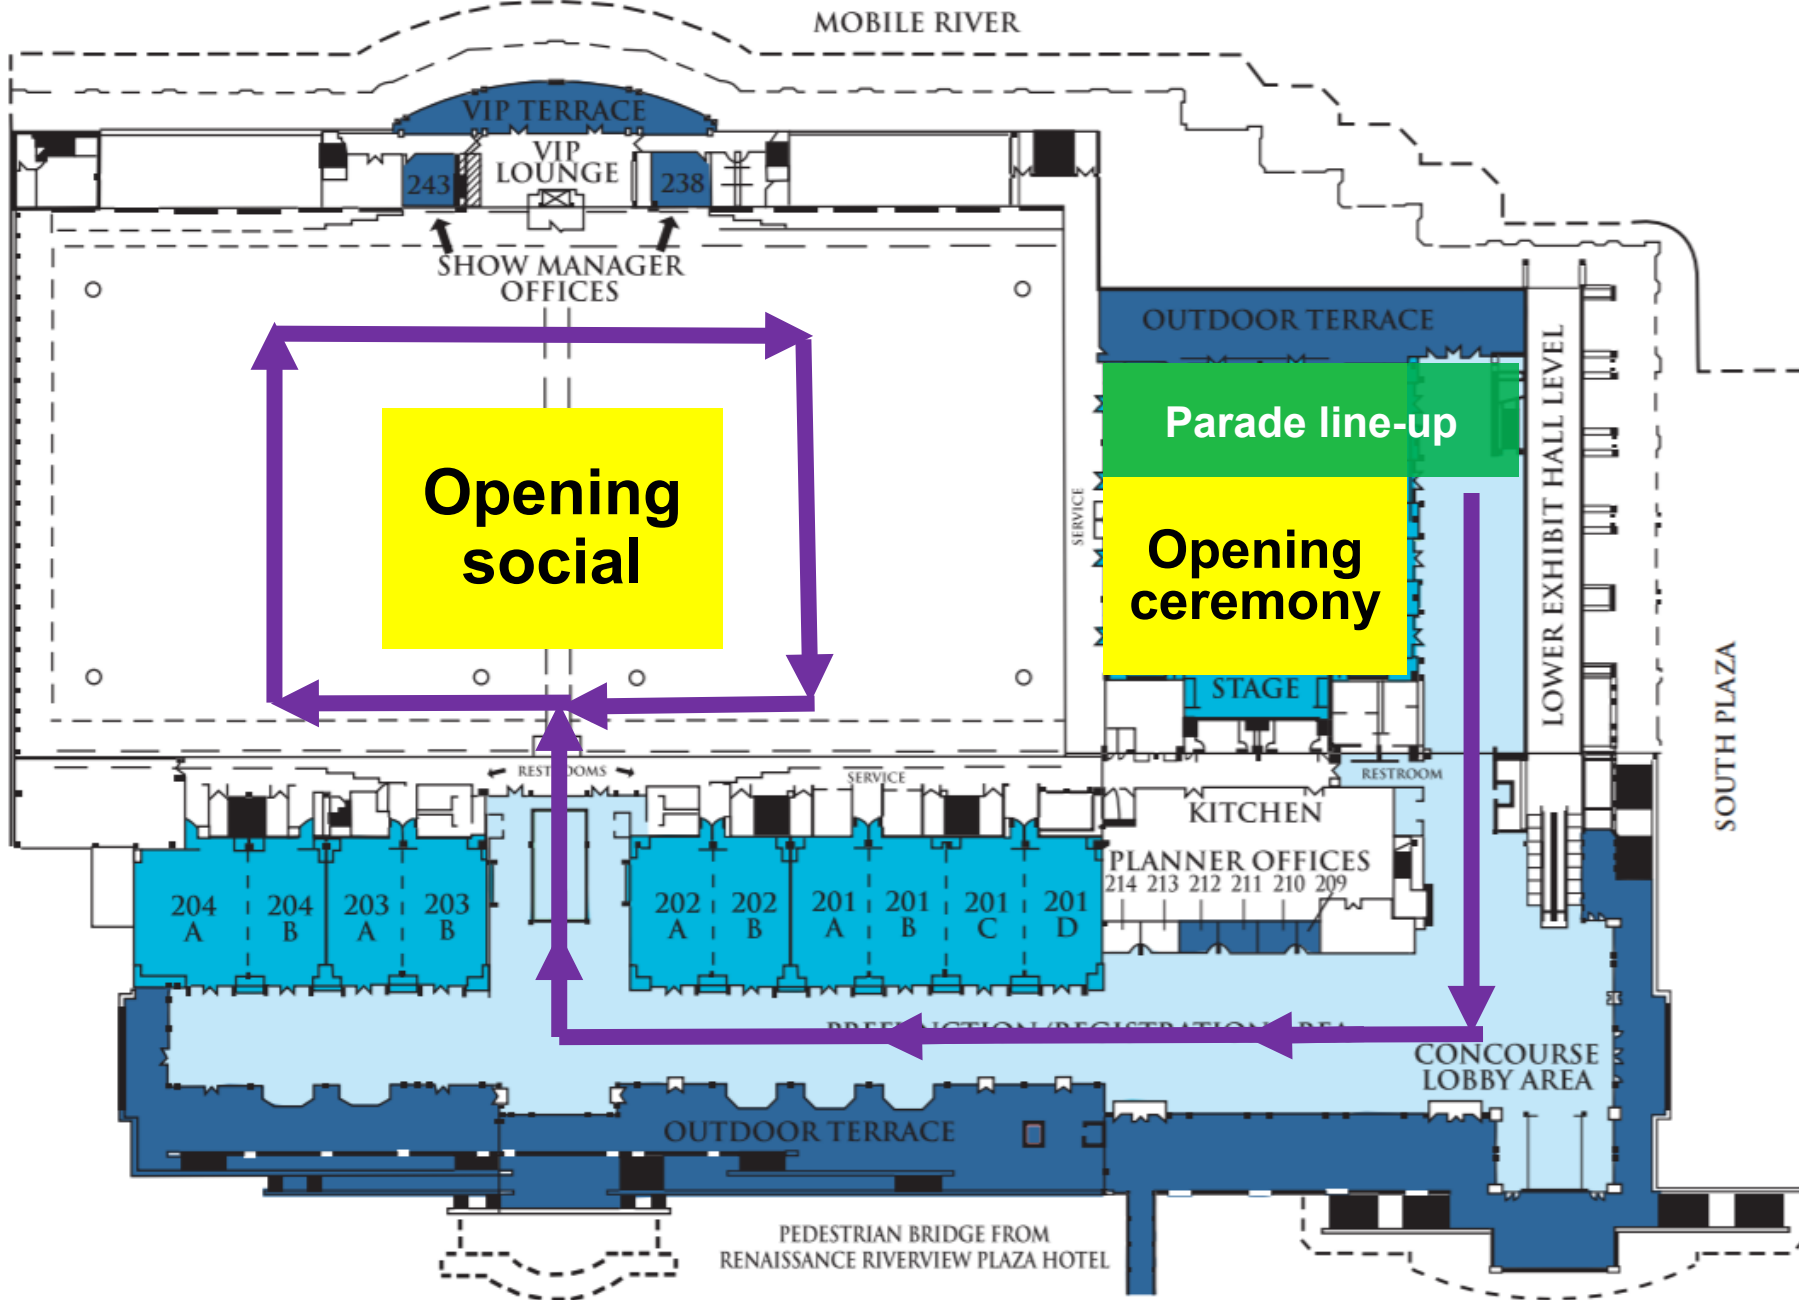 MOBILE RIVER
VIP TERRACE
VIP
LOUNGE
243
238
SHOW MANAGER
OFFICES
OUTDOOR TERRACE
Parade line-up
Opening
social
Opening
ceremony
SERVICE
LOWER EXHIBIT HALL LEVEL
SOUTH PLAZA
STAGE
RESTROOMS
SERVICE
RESTROOM
KITCHEN
PLANNER OFFICES
214 213 212 211 210 209
204
A
204
B
203
A
203
B
202
A
202
B
201
A
201
B
201
C
201
D
PREFUNCTION/REGISTRATION AREA
CONCOURSE
LOBBY AREA
OUTDOOR TERRACE
PEDESTRIAN BRIDGE FROM
RENAISSANCE RIVERVIEW PLAZA HOTEL